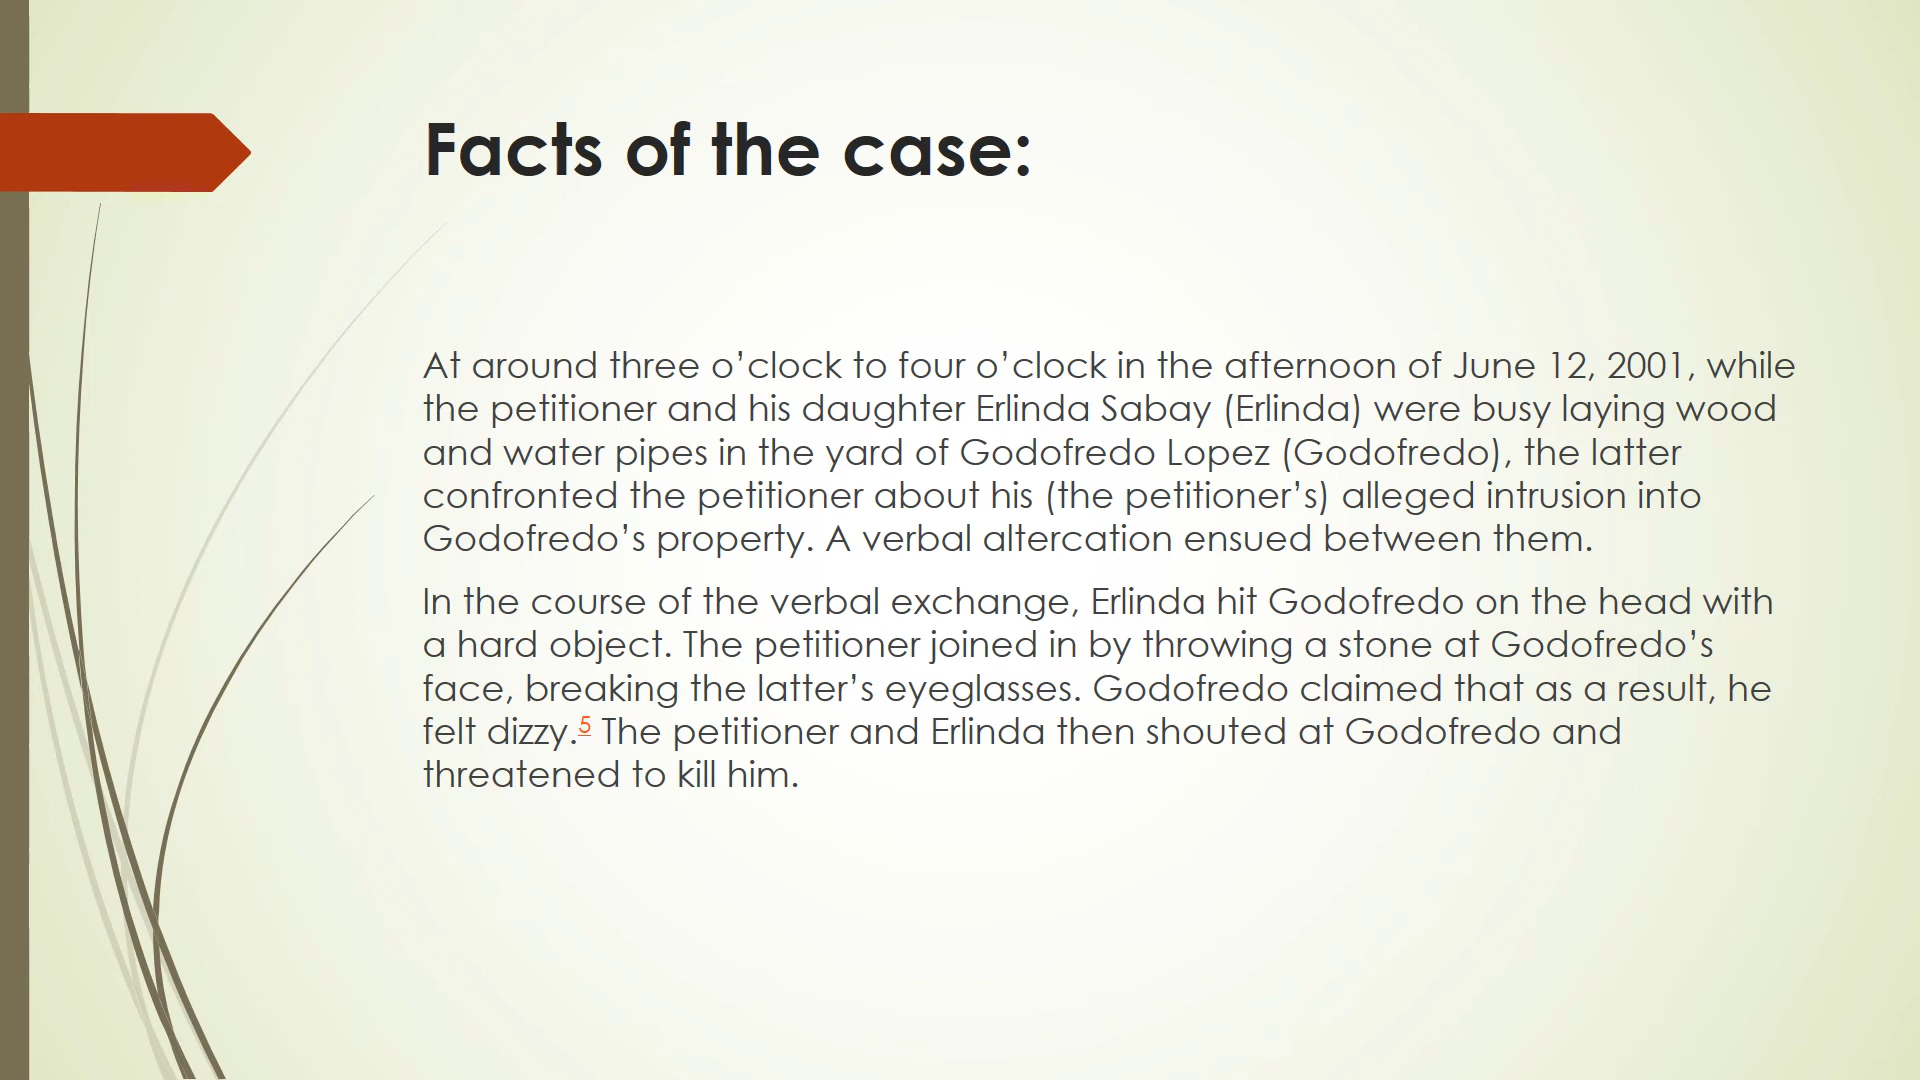 Facts of the case:
At around three o’clock to four o’clock in the afternoon of June 12, 2001, while
the petitioner and his daughter Erlinda Sabay (Erlinda) were busy laying wood
and water pipes in the yard of Godofredo Lopez (Godofredo), the latter
confronted the petitioner about his (the petitioner’s) alleged intrusion into
Godofredo’s property. A verbal altercation ensued between them.
In the course of the verbal exchange, Erlinda hit Godofredo on the head with
a hard object. The petitioner joined in by throwing a stone at Godofredo’s
face, breaking the latter’s eyeglasses. Godofredo claimed that as a result, he
felt dizzy.5 The petitioner and Erlinda then shouted at Godofredo and
threatened to kill him.